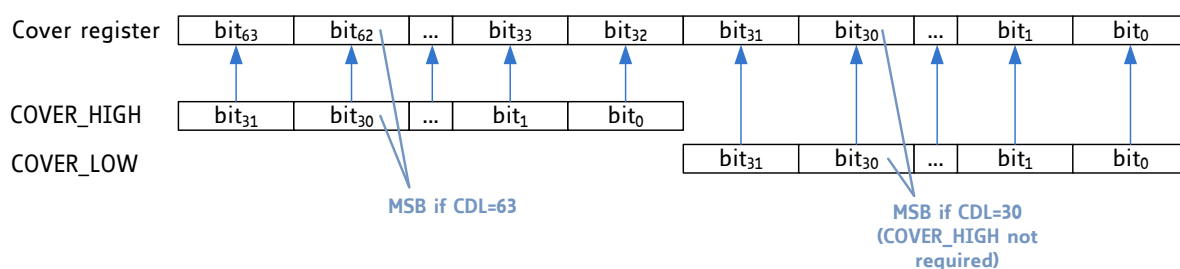 Cover register bit₆₃ bit₆₂ ... bit₃₃ bit₃₂ bit₃₁ bit₃₀ ... bit₁ bit₀
COVER_HIGH bit₃₁ bit₃₀ ... bit₁ bit₀
COVER_LOW bit₃₁ bit₃₀ ... bit₁ bit₀
MSB if CDL=63
MSB if CDL=30
(COVER_HIGH not
required)